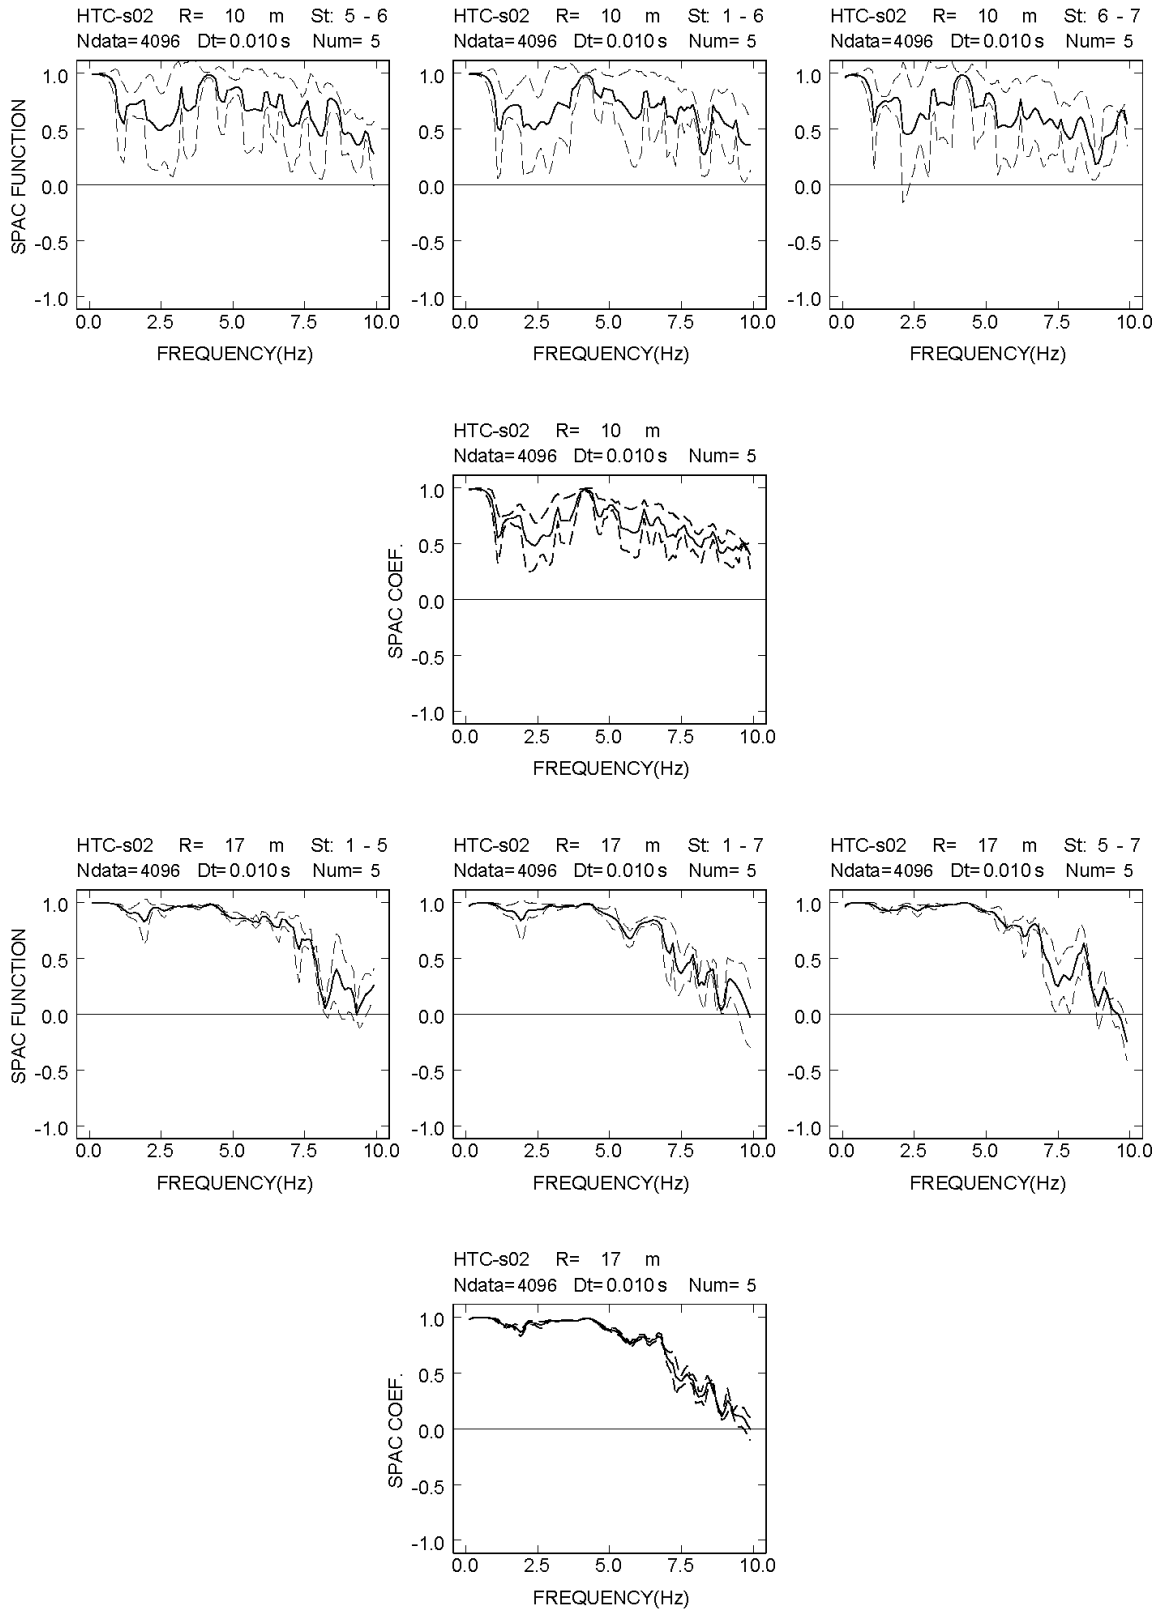 HTC-s02 R= 10 m St: 5 - 6
Ndata=4096 Dt=0.010 s Num= 5
1.0
0.5
0.0
-0.5
-1.0
SPAC FUNCTION
0.0 2.5 5.0 7.5 10.0
FREQUENCY(Hz)
HTC-s02 R= 10 m St: 1 - 6
Ndata=4096 Dt=0.010 s Num= 5
1.0
0.5
0.0
-0.5
-1.0
0.0 2.5 5.0 7.5 10.0
FREQUENCY(Hz)
HTC-s02 R= 10 m St: 6 - 7
Ndata=4096 Dt=0.010 s Num= 5
1.0
0.5
0.0
-0.5
-1.0
0.0 2.5 5.0 7.5 10.0
FREQUENCY(Hz)
HTC-s02 R= 10 m
Ndata=4096 Dt=0.010 s Num= 5
1.0
0.5
0.0
-0.5
-1.0
SPAC COEF.
0.0 2.5 5.0 7.5 10.0
FREQUENCY(Hz)
HTC-s02 R= 17 m St: 1 - 5
Ndata=4096 Dt=0.010 s Num= 5
1.0
0.5
0.0
-0.5
-1.0
SPAC FUNCTION
0.0 2.5 5.0 7.5 10.0
FREQUENCY(Hz)
HTC-s02 R= 17 m St: 1 - 7
Ndata=4096 Dt=0.010 s Num= 5
1.0
0.5
0.0
-0.5
-1.0
0.0 2.5 5.0 7.5 10.0
FREQUENCY(Hz)
HTC-s02 R= 17 m St: 5 - 7
Ndata=4096 Dt=0.010 s Num= 5
1.0
0.5
0.0
-0.5
-1.0
0.0 2.5 5.0 7.5 10.0
FREQUENCY(Hz)
HTC-s02 R= 17 m
Ndata=4096 Dt=0.010 s Num= 5
1.0
0.5
0.0
-0.5
-1.0
SPAC COEF.
0.0 2.5 5.0 7.5 10.0
FREQUENCY(Hz)